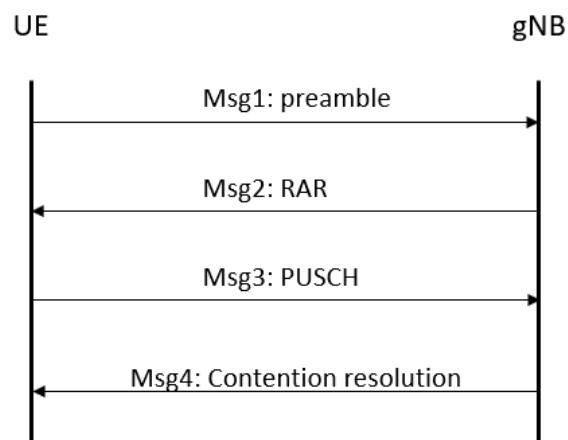 UE gNB
Msg1: preamble
Msg2: RAR
Msg3: PUSCH
Msg4: Contention resolution